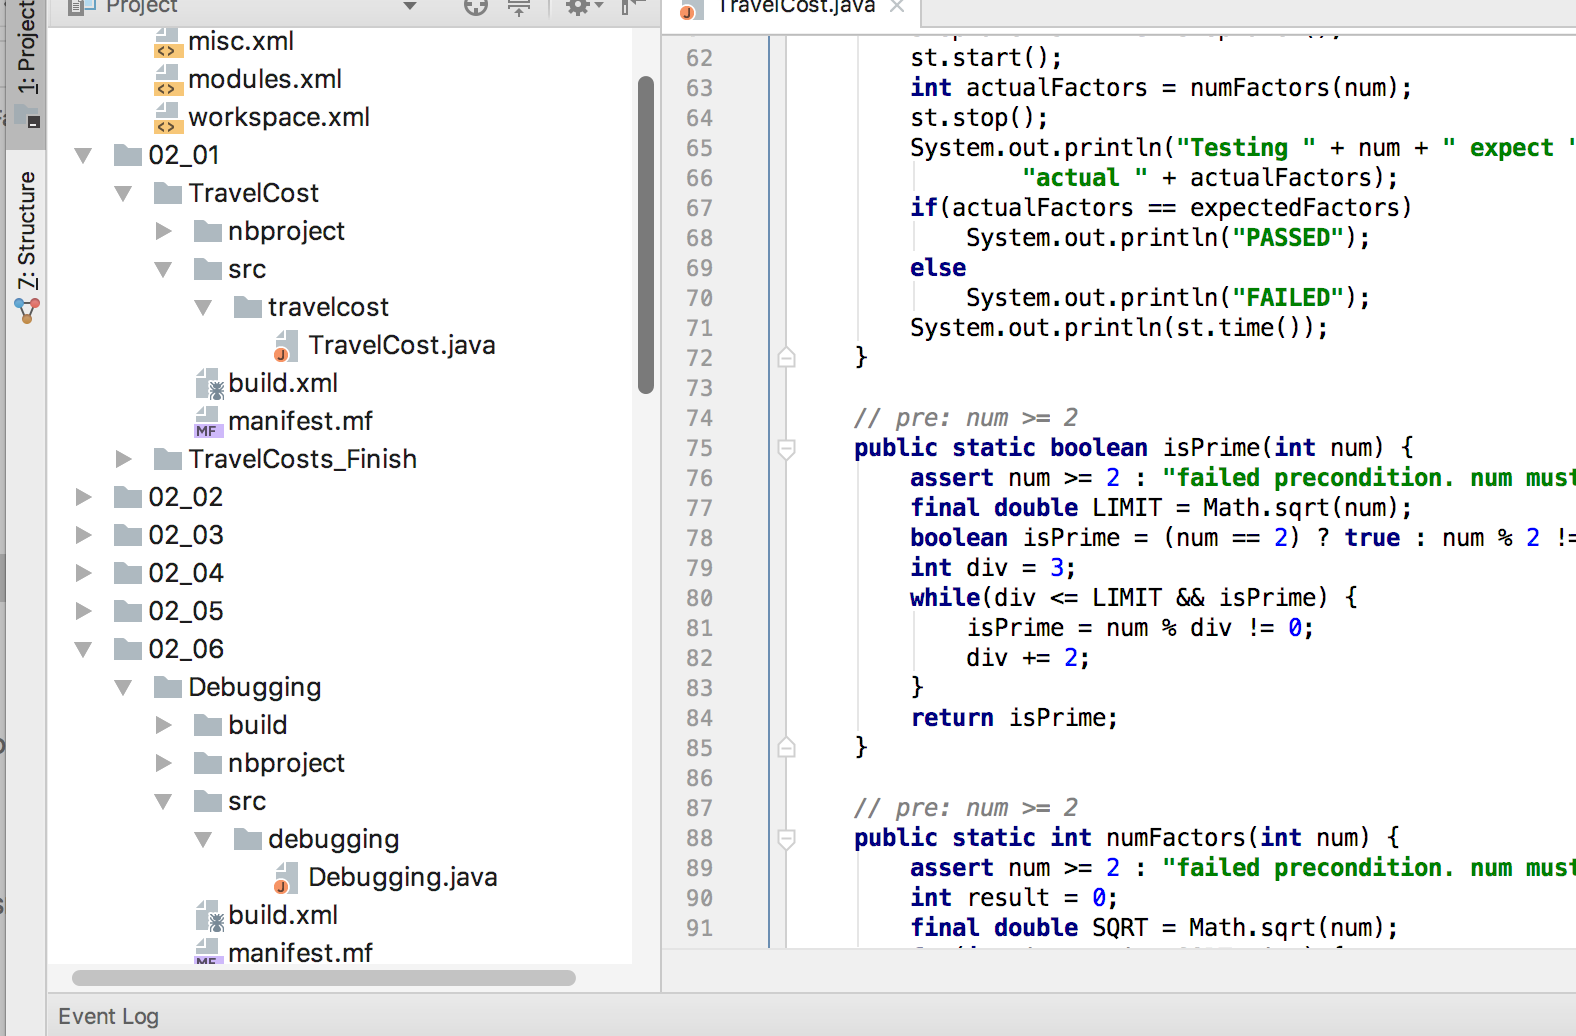 1: Project
7: Structure
Project
misc.xml
modules.xml
workspace.xml
02_01
TravelCost
nbproject
src
travelcost
TravelCost.java
build.xml
manifest.mf
TravelCosts_Finish
02_02
02_03
02_04
02_05
02_06
Debugging
build
nbproject
src
debugging
Debugging.java
build.xml
manifest.mf
TravelCost.java
62 st.start();
63 int actualFactors = numFactors(num);
64 st.stop();
65 System.out.println("Testing " + num + " expect "
66 "actual " + actualFactors);
67 if(actualFactors == expectedFactors)
68 System.out.println("PASSED");
69 else
70 System.out.println("FAILED");
71 System.out.println(st.time());
72 }
73
74 // pre: num >= 2
75 public static boolean isPrime(int num) {
76 assert num >= 2 : "failed precondition. num must
77 final double LIMIT = Math.sqrt(num);
78 boolean isPrime = (num == 2) ? true : num % 2 !=
79 int div = 3;
80 while(div <= LIMIT && isPrime) {
81 isPrime = num % div != 0;
82 div += 2;
83 }
84 return isPrime;
85 }
86
87 // pre: num >= 2
88 public static int numFactors(int num) {
89 assert num >= 2 : "failed precondition. num must
90 int result = 0;
91 final double SQRT = Math.sqrt(num);
Event Log